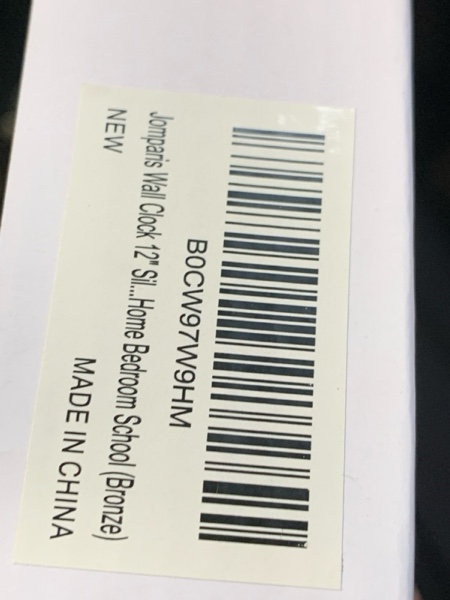 B0CW97W9HM
Jomparis Wall Clock 12" Sil...Home Bedroom School (Bronze)
NEW
MADE IN CHINA